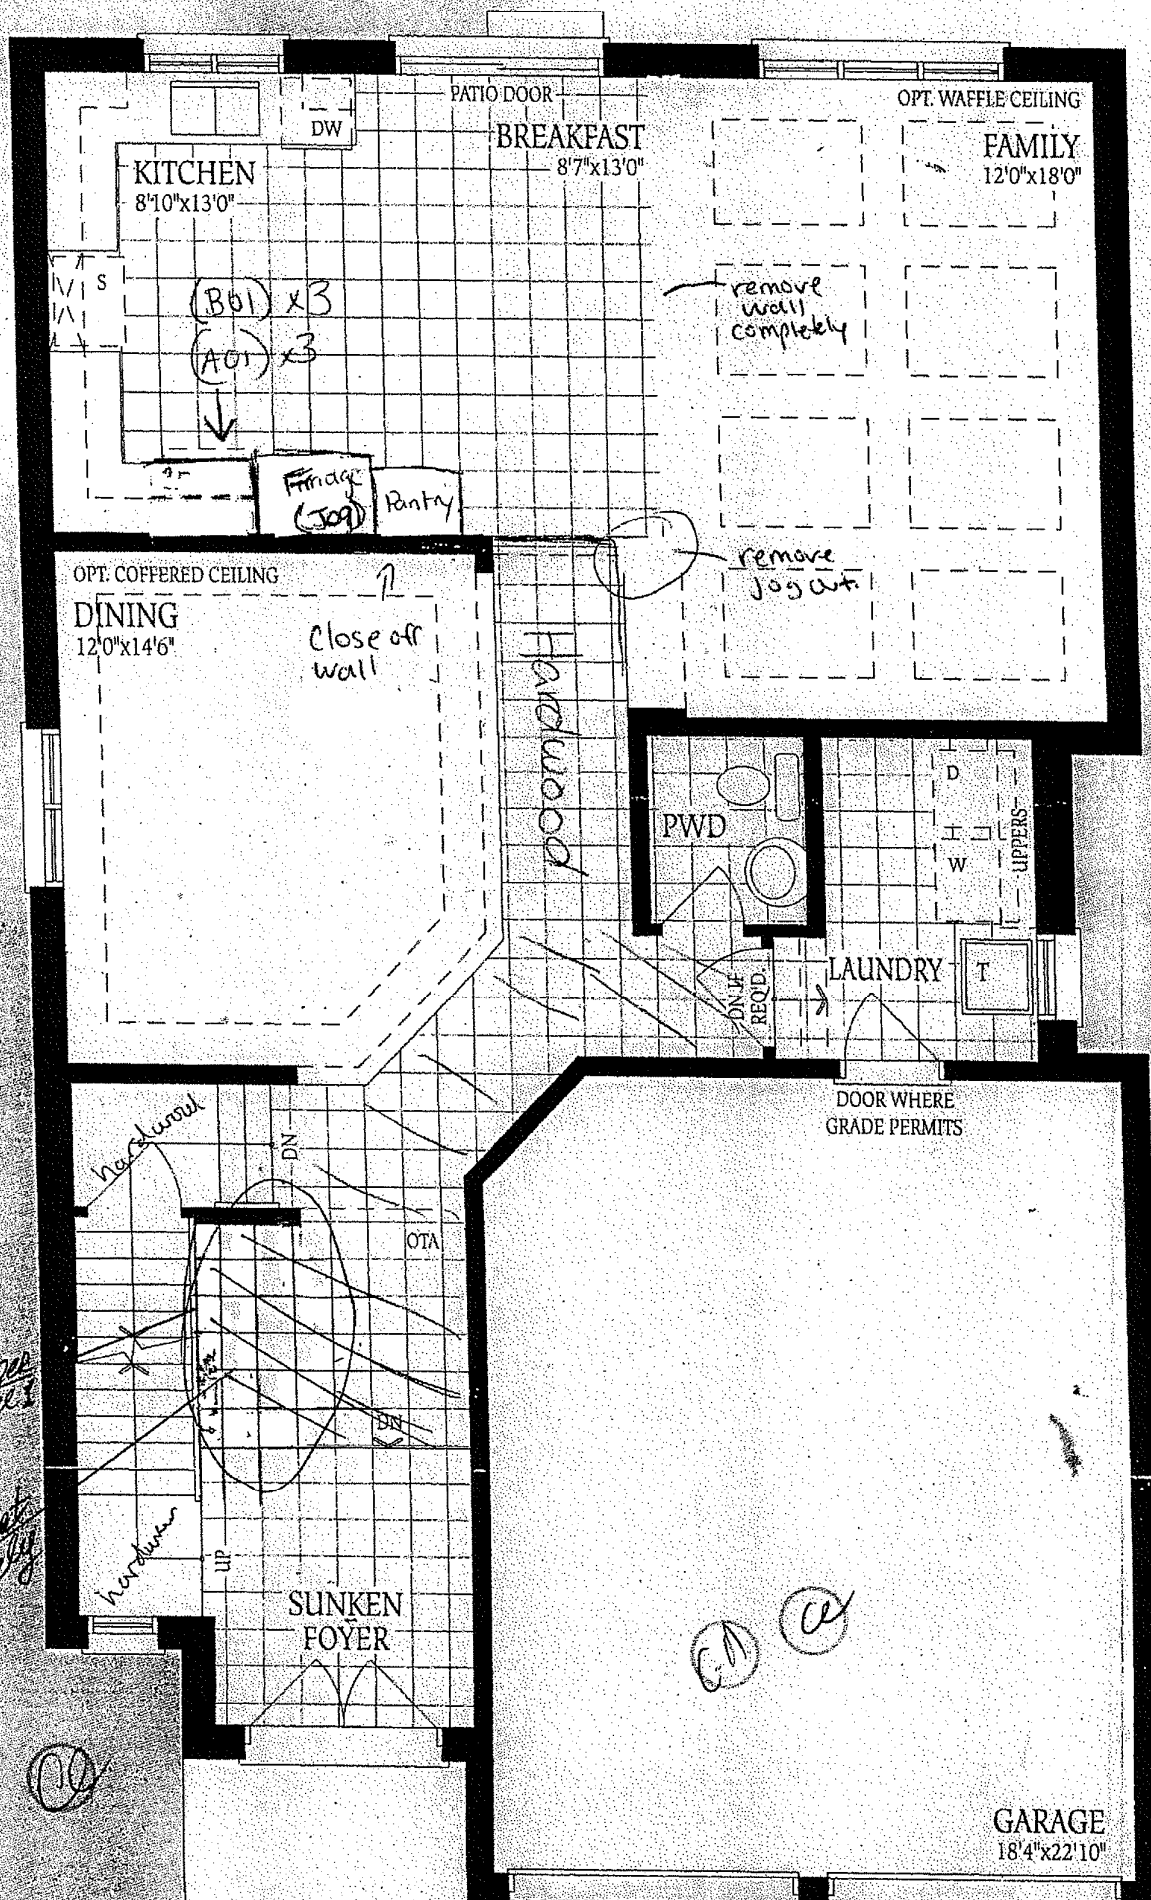 PATIO DOOR
OPT. WAFFLE CEILING
DW
BREAKFAST
8'7"x13'0"
FAMILY
12'0"x18'0"
KITCHEN
8'10"x13'0"
S
(B01) x3
(A01) x3
remove
wall
completely
Fridge
(Jog)
Pantry
remove
Jog out.
OPT. COFFERED CEILING
DINING
12'0"x14'6"
Close off
wall
Hardwood
PWD
D
W
UPPERS
LAUNDRY
T
DN IF
REQ'D.
DOOR WHERE
GRADE PERMITS
hardwood
DN
OTA
DN
UP
SUNKEN
FOYER
GARAGE
18'4"x22'10"